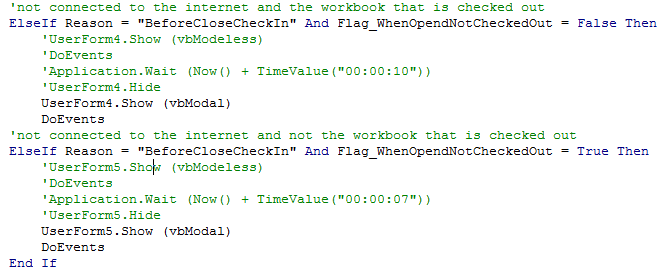 'not connected to the internet and the workbook that is checked out
ElseIf Reason = "BeforeCloseCheckIn" And Flag_WhenOpendNotCheckedOut = False Then
'UserForm4.Show (vbModeless)
'DoEvents
'Application.Wait (Now() + TimeValue("00:00:10"))
'UserForm4.Hide
UserForm4.Show (vbModal)
DoEvents
'not connected to the internet and not the workbook that is checked out
ElseIf Reason = "BeforeCloseCheckIn" And Flag_WhenOpendNotCheckedOut = True Then
'UserForm5.Show (vbModeless)
'DoEvents
'Application.Wait (Now() + TimeValue("00:00:07"))
'UserForm5.Hide
UserForm5.Show (vbModal)
DoEvents
End If